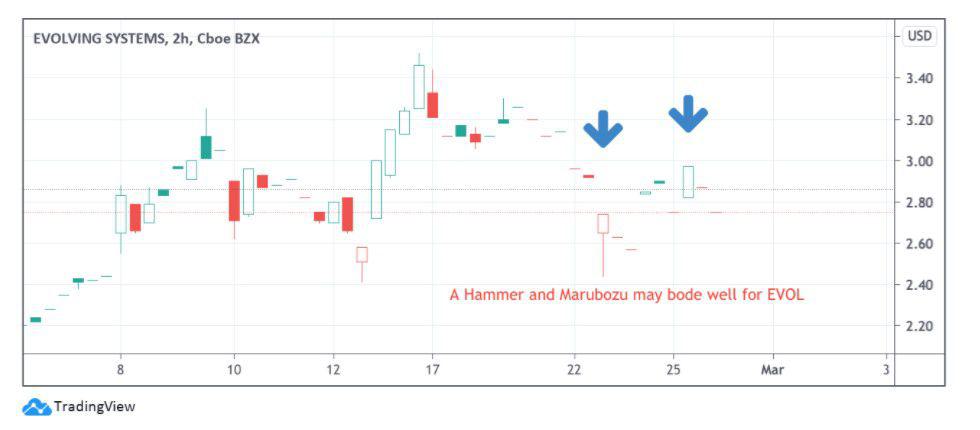 EVOLVING SYSTEMS, 2h, Cboe BZX
USD
3.40
3.20
3.00
2.80
2.60
2.40
2.20
A Hammer and Marubozu may bode well for EVOL
8 10 12 17 22 25 Mar 3
TradingView